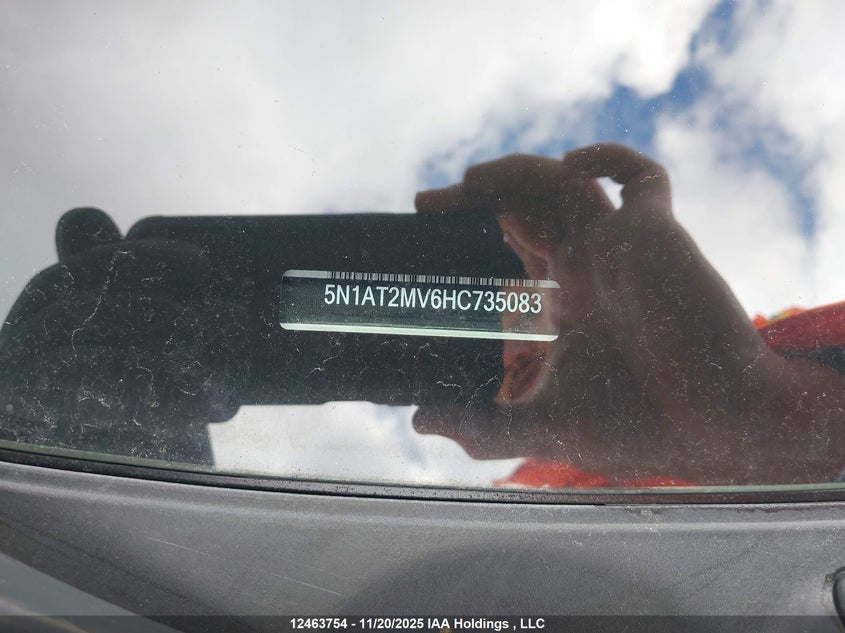 5N1AT2MV6HC735083
12463754 - 11/20/2025 IAA Holdings , LLC